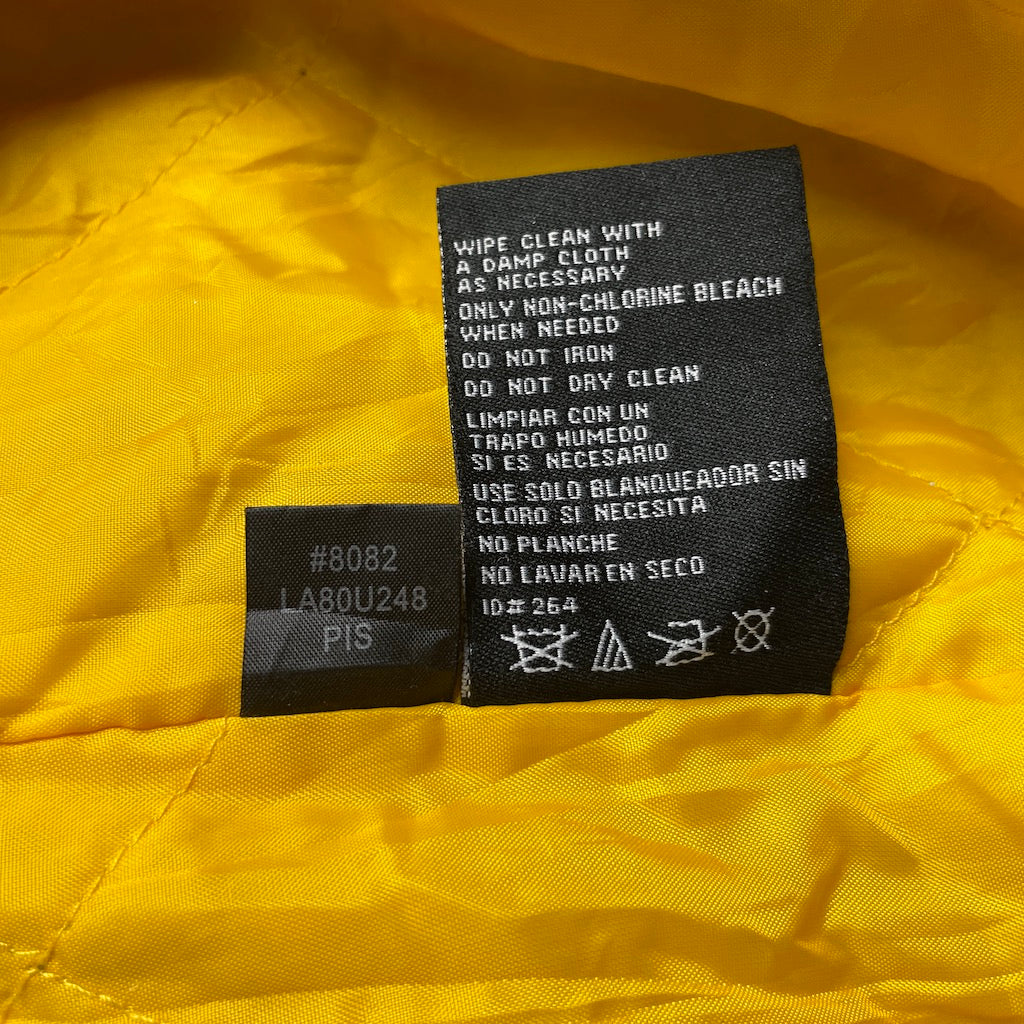 WIPE CLEAN WITH
A DAMP CLOTH
AS NECESSARY
ONLY NON-CHLORINE BLEACH
WHEN NEEDED
DO NOT IRON
DO NOT DRY CLEAN
LIMPIAR CON UN
TRAPO HUMEDO
SI ES NECESARIO
USE SOLO BLANQUEADOR SIN
CLORO SI NECESITA
NO PLANCHE
NO LAVAR EN SECO
ID# 264
#8082
LA80U248
PIS